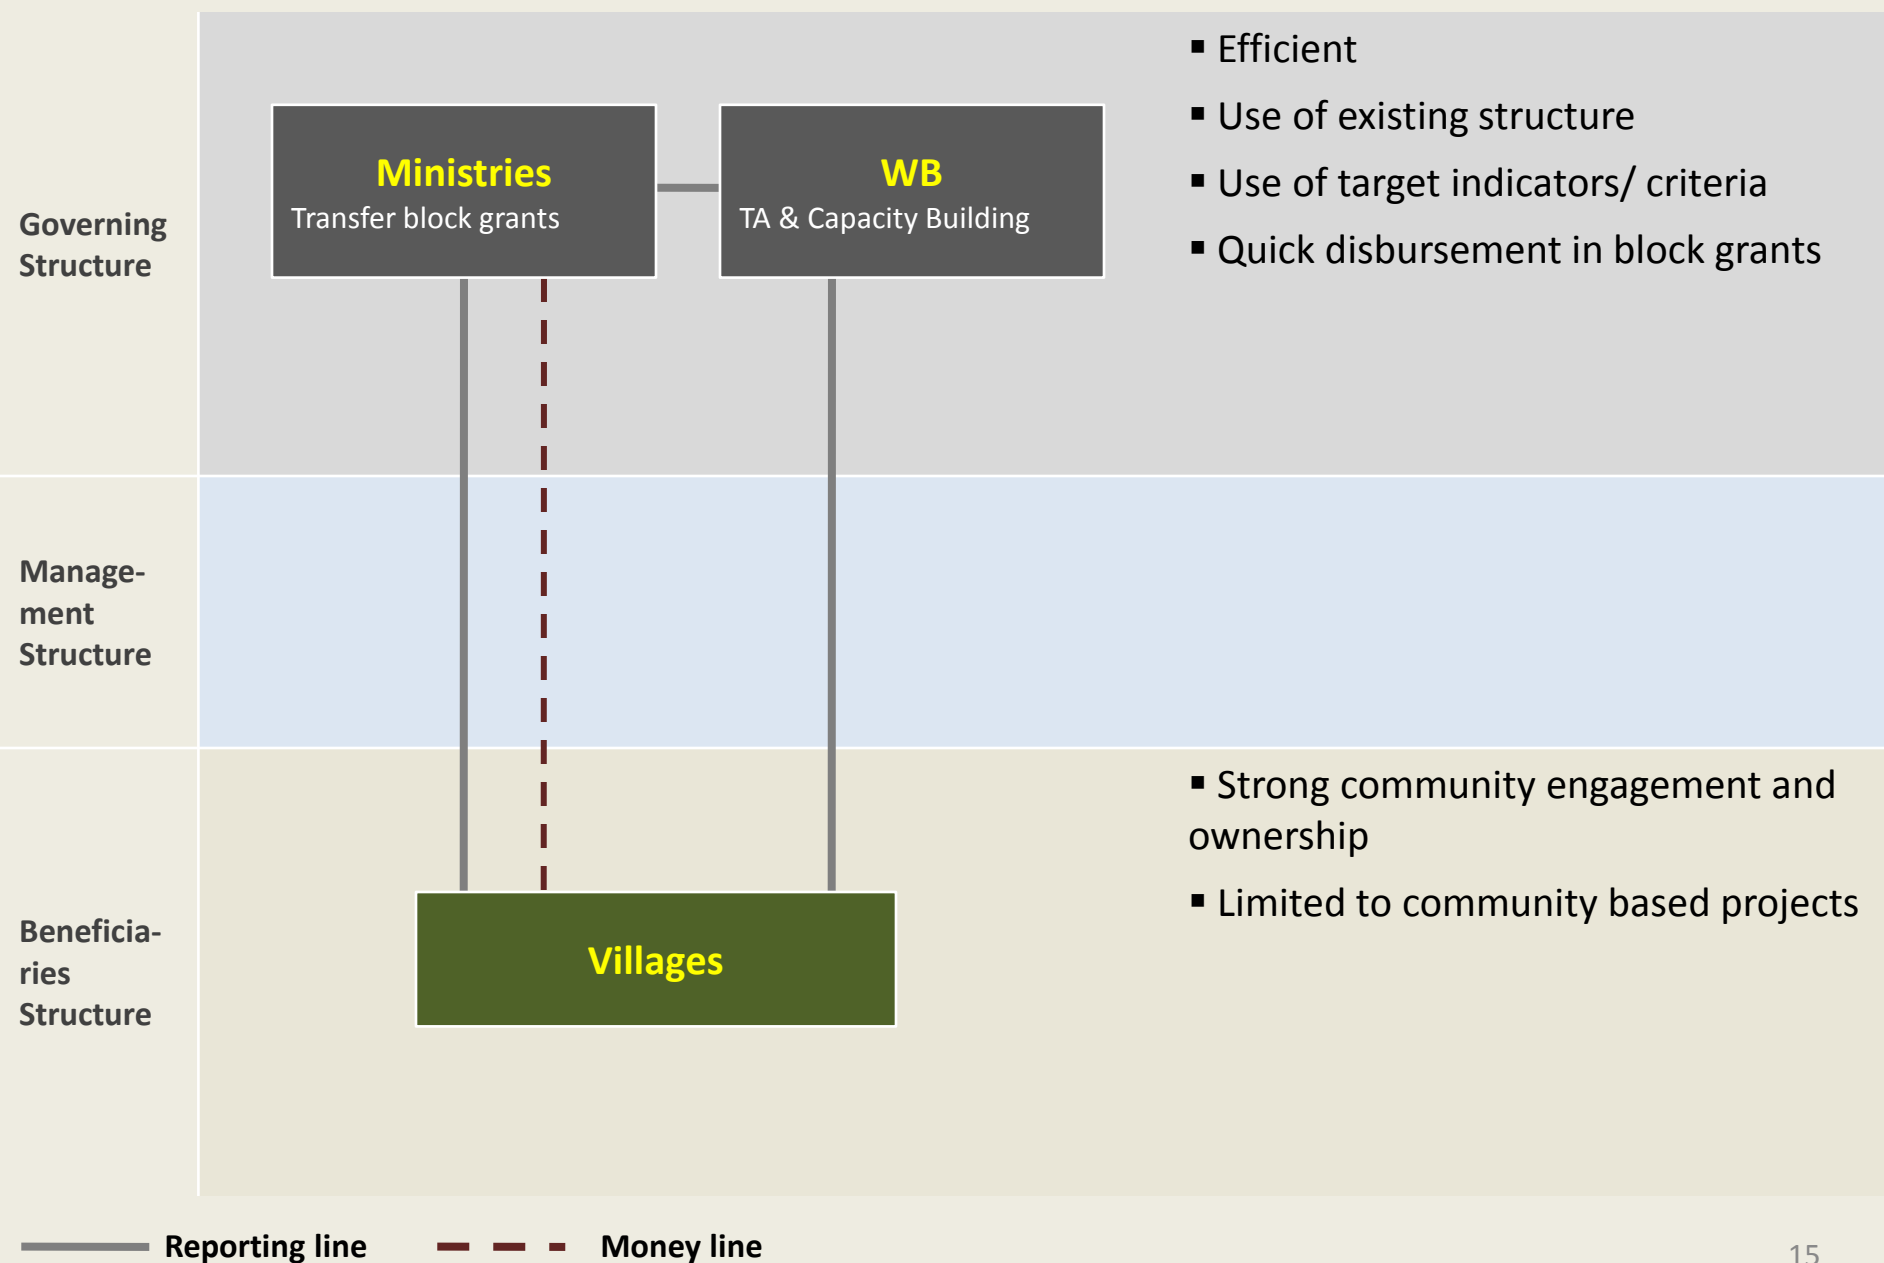 Governing
Structure
Ministries
Transfer block grants
WB
TA & Capacity Building
▪ Efficient
▪ Use of existing structure
▪ Use of target indicators/ criteria
▪ Quick disbursement in block grants
Manage-
ment
Structure
Beneficia-
ries
Structure
Villages
▪ Strong community engagement and
ownership
▪ Limited to community based projects
Reporting line
Money line
15